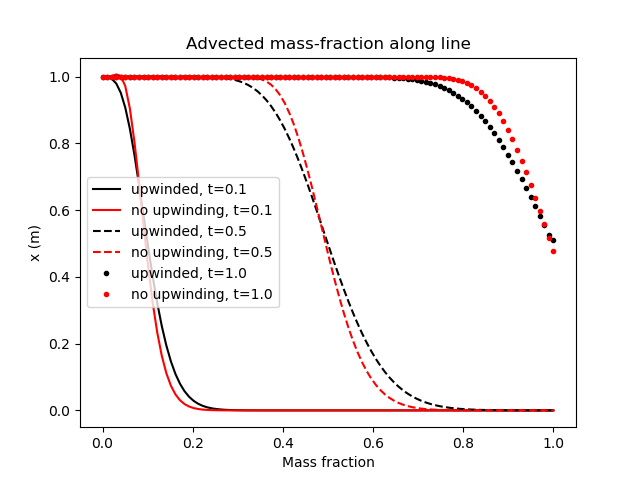 Advected mass-fraction along line
x (m)
1.0
0.8
0.6
0.4
0.2
0.0
upwinded, t=0.1
no upwinding, t=0.1
upwinded, t=0.5
no upwinding, t=0.5
upwinded, t=1.0
no upwinding, t=1.0
0.0 0.2 0.4 0.6 0.8 1.0
Mass fraction